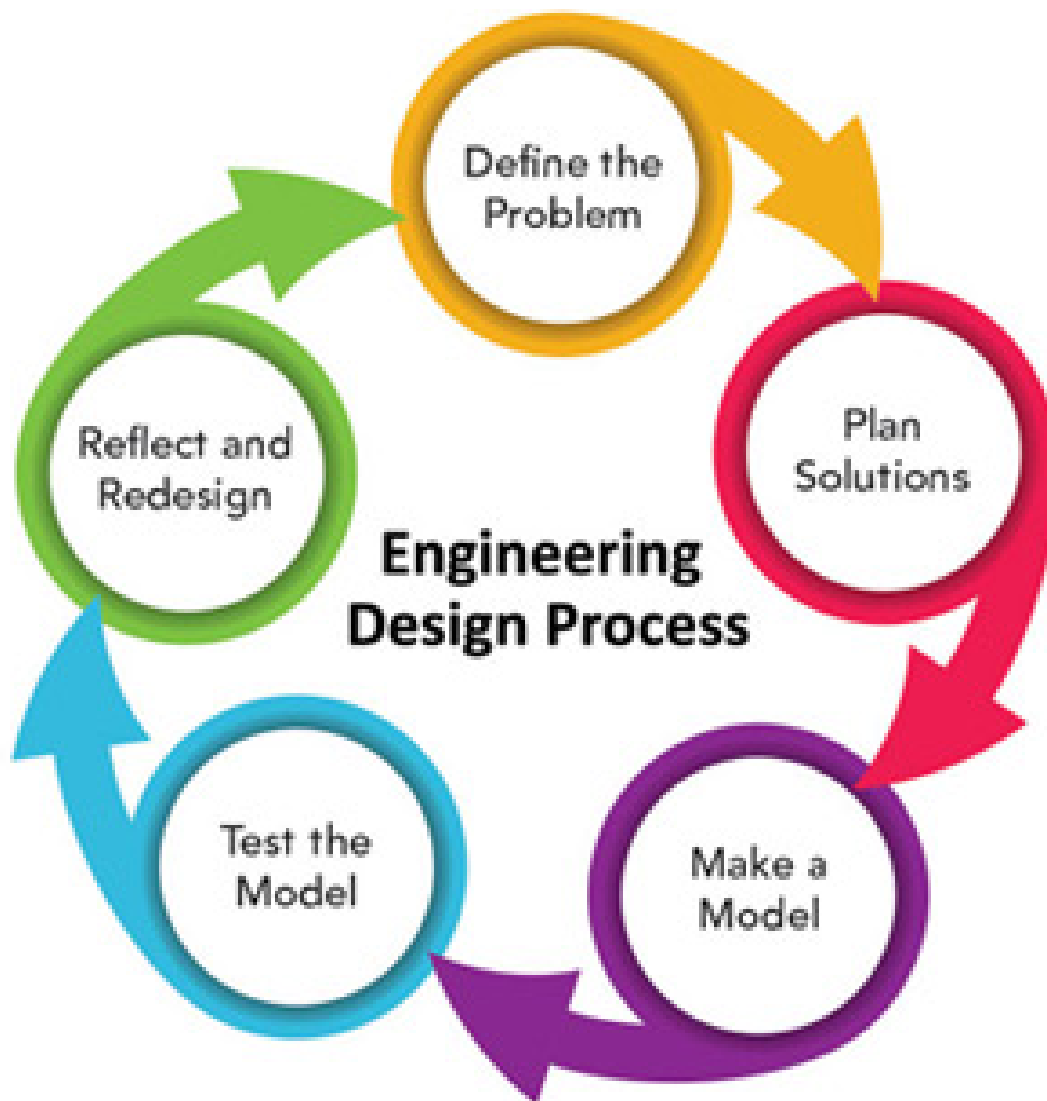 Define the
Problem
Plan
Solutions
Make a
Model
Test the
Model
Reflect and
Redesign
Engineering
Design Process